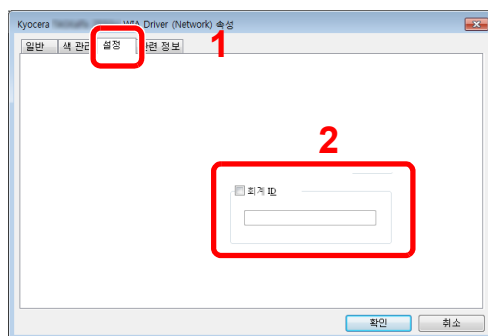 Kyocera WIA Driver (Network) 속성
일반 색 관리 설정 관련 정보
1
2
회계 ID
확인 취소